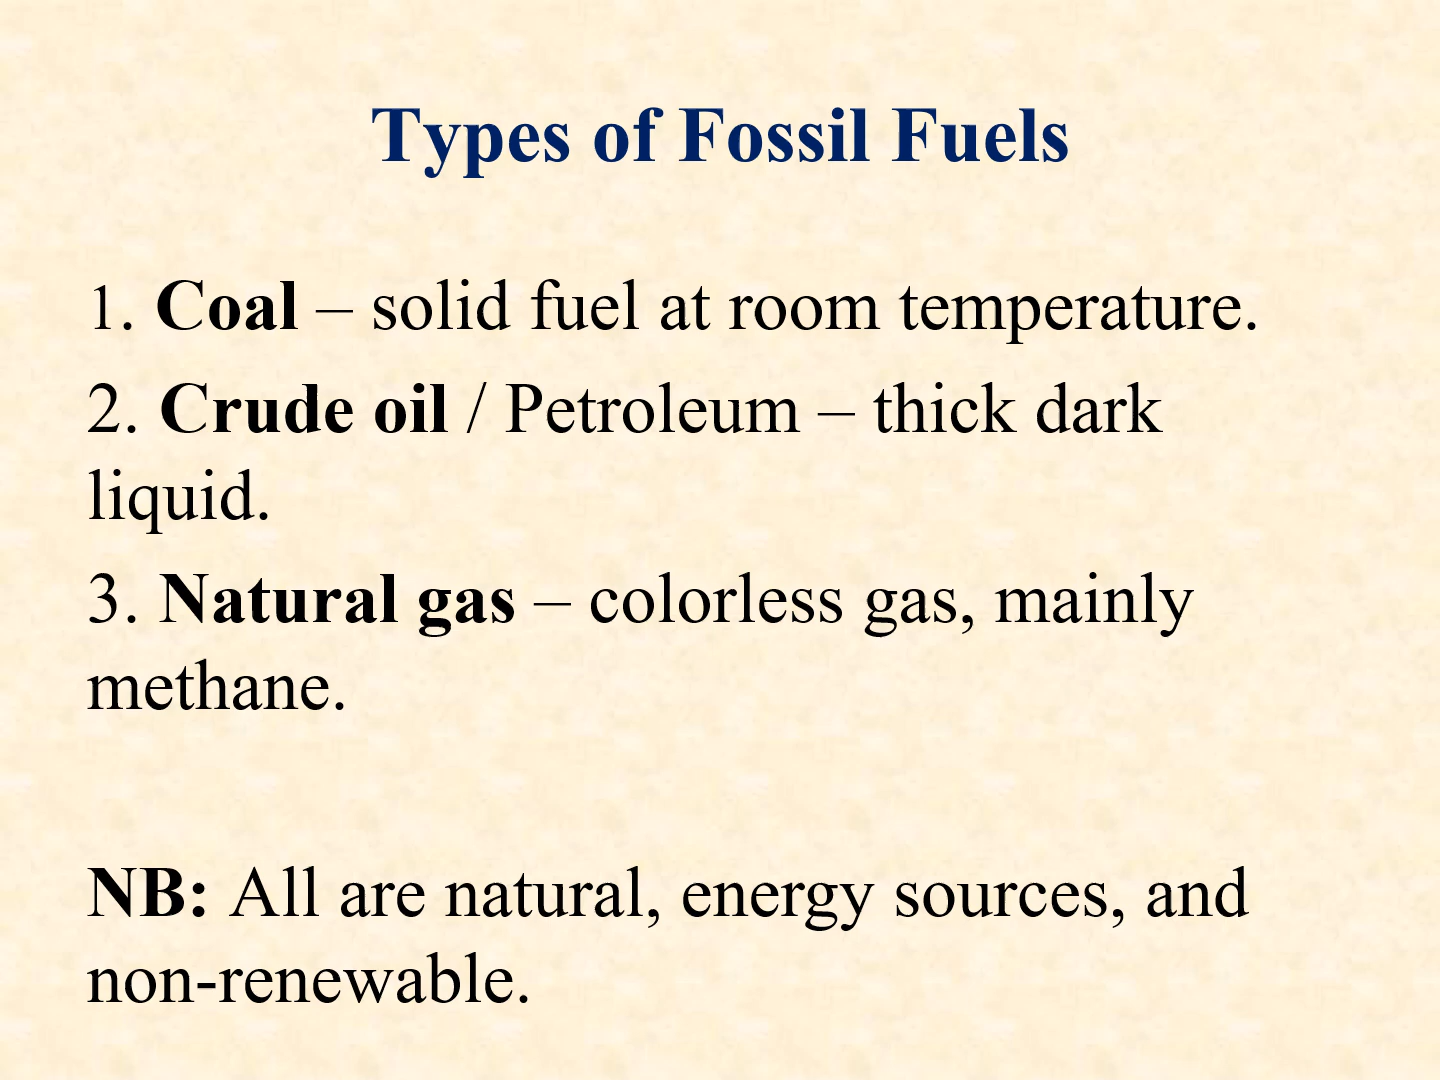 Types of Fossil Fuels
1. Coal – solid fuel at room temperature.
2. Crude oil / Petroleum – thick dark
liquid.
3. Natural gas – colorless gas, mainly
methane.
NB: All are natural, energy sources, and
non-renewable.